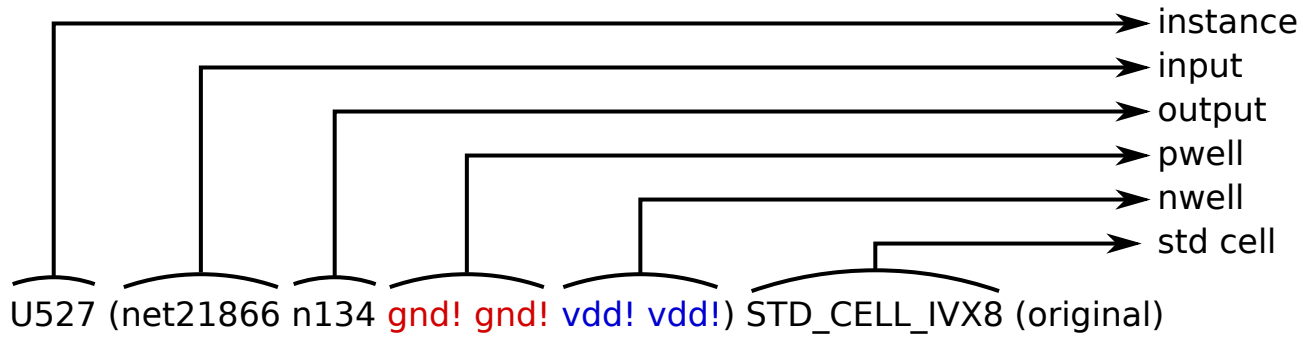 instance
input
output
pwell
nwell
std cell
U527 (net21866 n134 gnd! gnd! vdd! vdd!) STD_CELL_IVX8 (original)